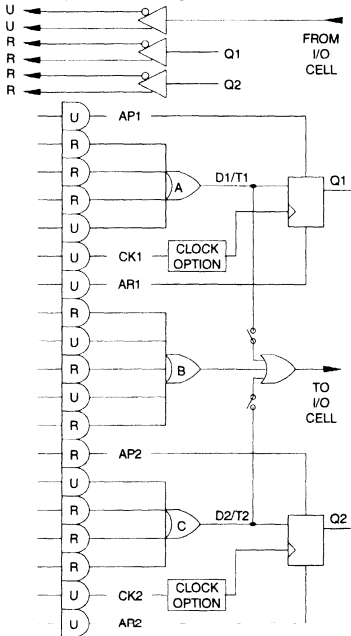 U
U
R
FROM
I/O
CELL
R
Q1
R
R
Q2
U
AP1
R
R
A
D1/T1
Q1
R
U
U
CK1
CLOCK
OPTION
U
AR1
R
U
R
B
TO
I/O
CELL
U
R
R
AP2
U
R
C
D2/T2
Q2
R
R
U
CK2
CLOCK
OPTION
U
AR2